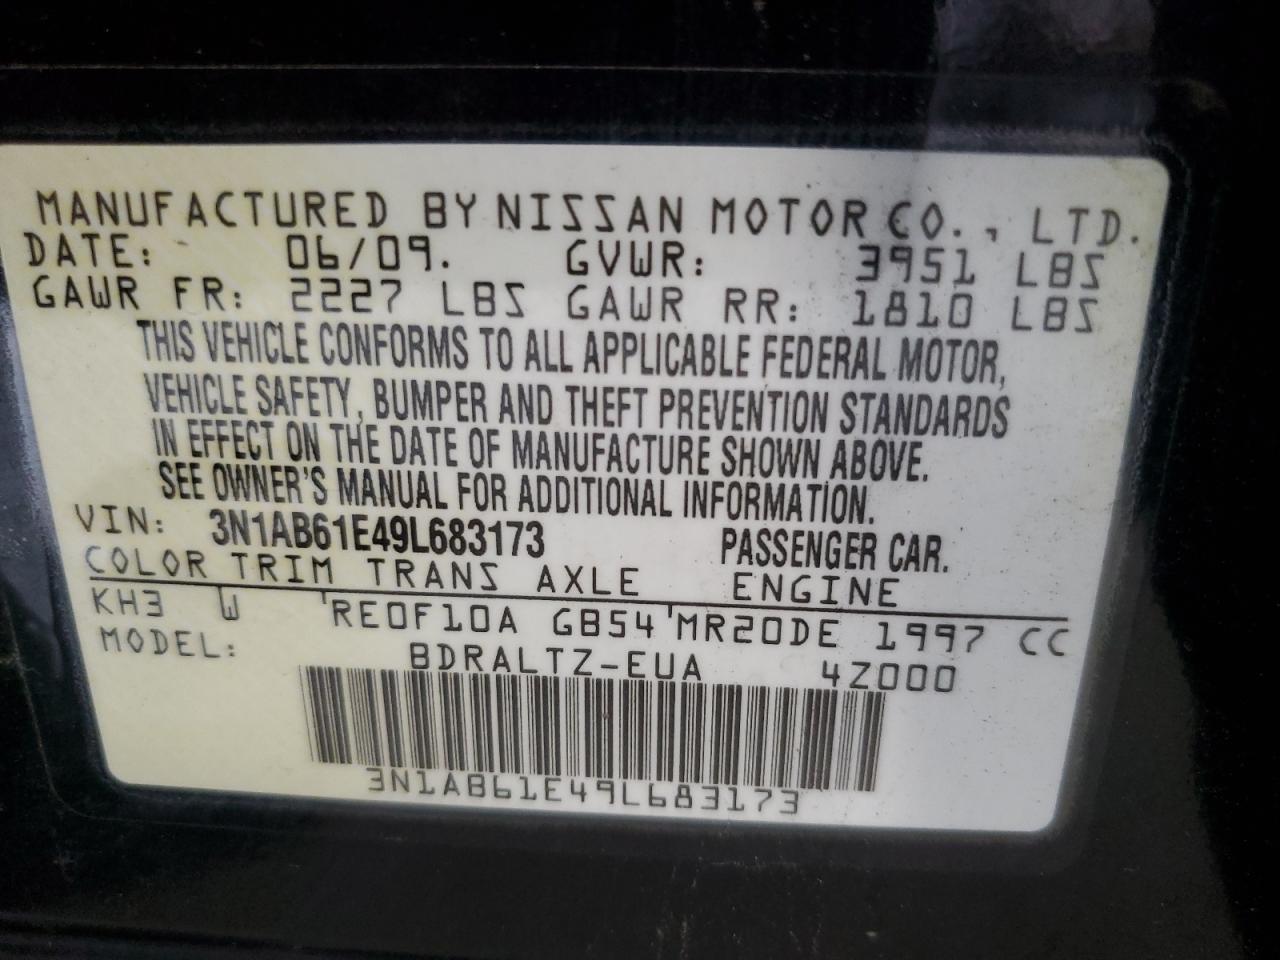 MANUFACTURED BY NISSAN MOTOR CO., LTD.
DATE: 06/09. GVWR: 3951 LBS
GAWR FR: 2227 LBS GAWR RR: 1810 LBS
THIS VEHICLE CONFORMS TO ALL APPLICABLE FEDERAL MOTOR,
VEHICLE SAFETY, BUMPER AND THEFT PREVENTION STANDARDS
IN EFFECT ON THE DATE OF MANUFACTURE SHOWN ABOVE.
SEE OWNER'S MANUAL FOR ADDITIONAL INFORMATION.
VIN: 3N1AB61E49L683173 PASSENGER CAR.
COLOR TRIM TRANS AXLE ENGINE
KH3 W RE0F10A GB54 MR20DE 1997 CC
MODEL: BDRALTZ-EUA 4Z000
3N1AB61E49L683173